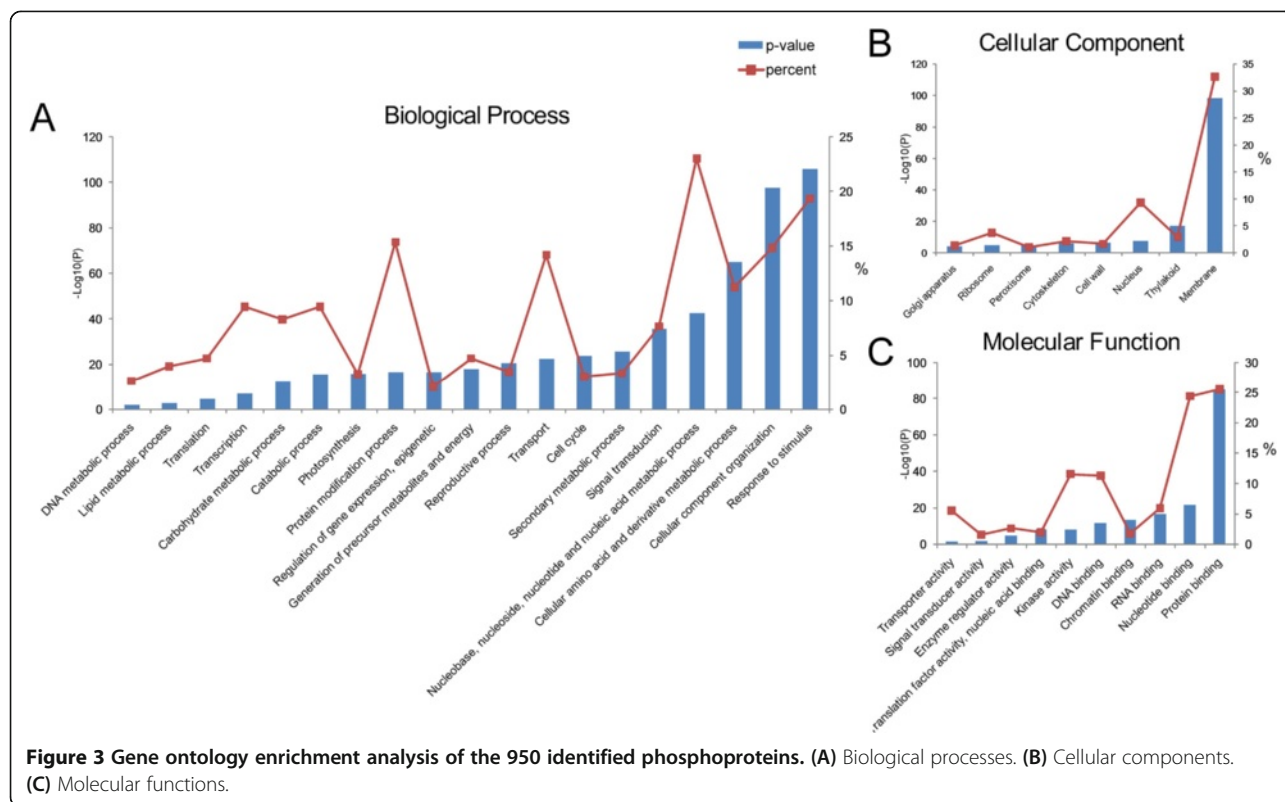 p-value
percent
A
Biological Process
-Log10(P)
120
100
80
60
40
20
0
25
20
15
10
5
0
%
DNA metabolic process
Lipid metabolic process
Translation
Transcription
Carbohydrate metabolic process
Catabolic process
Photosynthesis
Protein modification process
Regulation of gene expression, epigenetic
Generation of precursor metabolites and energy
Reproductive process
Transport
Cell cycle
Secondary metabolic process
Signal transduction
Nucleobase, nucleoside, nucleotide and nucleic acid metabolic process
Cellular amino acid and derivative metabolic process
Cellular component organization
Response to stimulus
B
Cellular Component
-Log10(P)
120
100
80
60
40
20
0
35
30
25
20
15
10
5
0
%
Golgi apparatus
Ribosome
Peroxisome
Cytoskeleton
Cell wall
Nucleus
Thylakoid
Membrane
C
Molecular Function
-Log10(P)
100
80
60
40
20
0
30
25
20
15
10
5
0
%
Transporter activity
Signal transducer activity
Enzyme regulator activity
ranslation factor activity, nucleic acid binding
Kinase activity
DNA binding
Chromatin binding
RNA binding
Nucleotide binding
Protein binding
Figure 3 Gene ontology enrichment analysis of the 950 identified phosphoproteins. (A) Biological processes. (B) Cellular components.
(C) Molecular functions.